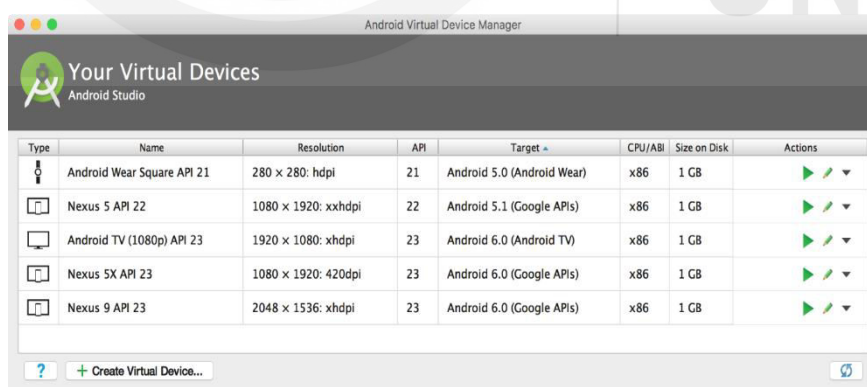 Android Virtual Device Manager
Your Virtual Devices
Android Studio
Type Name Resolution API Target CPU/ABI Size on Disk Actions
Android Wear Square API 21 280 × 280: hdpi 21 Android 5.0 (Android Wear) x86 1 GB
Nexus 5 API 22 1080 × 1920: xxhdpi 22 Android 5.1 (Google APIs) x86 1 GB
Android TV (1080p) API 23 1920 × 1080: xhdpi 23 Android 6.0 (Android TV) x86 1 GB
Nexus 5X API 23 1080 × 1920: 420dpi 23 Android 6.0 (Google APIs) x86 1 GB
Nexus 9 API 23 2048 × 1536: xhdpi 23 Android 6.0 (Google APIs) x86 1 GB
? + Create Virtual Device...